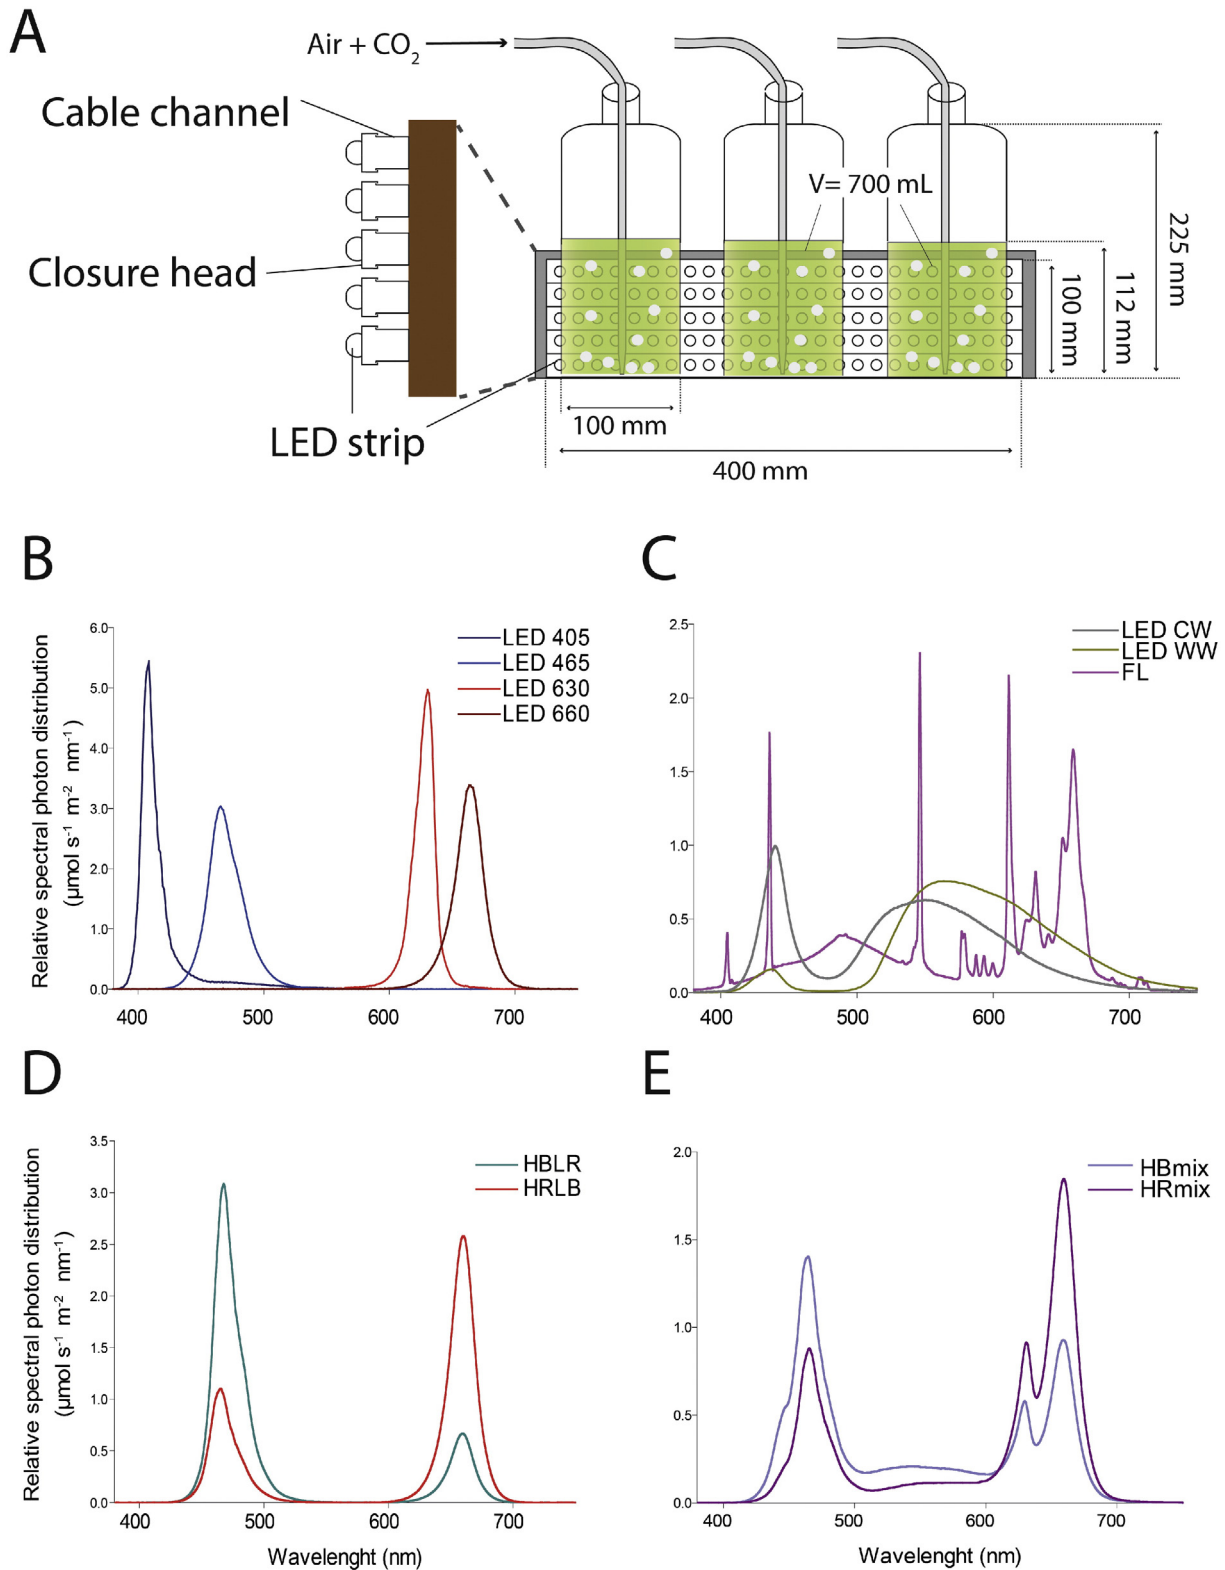 A
Air + CO2
Cable channel
Closure head
LED strip
V= 700 mL
225 mm
112 mm
100 mm
100 mm
400 mm
B
Relative spectral photon distribution
(µmol s-1 m-2 nm-1)
6.0
5.0
4.0
3.0
2.0
1.0
0.0
400 500 600 700
LED 405
LED 465
LED 630
LED 660
C
2.5
2.0
1.5
1.0
0.5
0.0
400 500 600 700
LED CW
LED WW
FL
D
Relative spectral photon distribution
(µmol s-1 m-2 nm-1)
3.5
3.0
2.5
2.0
1.5
1.0
0.5
0.0
400 500 600 700
Wavelenght (nm)
HBLR
HRLB
E
2.0
1.5
1.0
0.5
0.0
400 500 600 700
Wavelenght (nm)
HBmix
HRmix